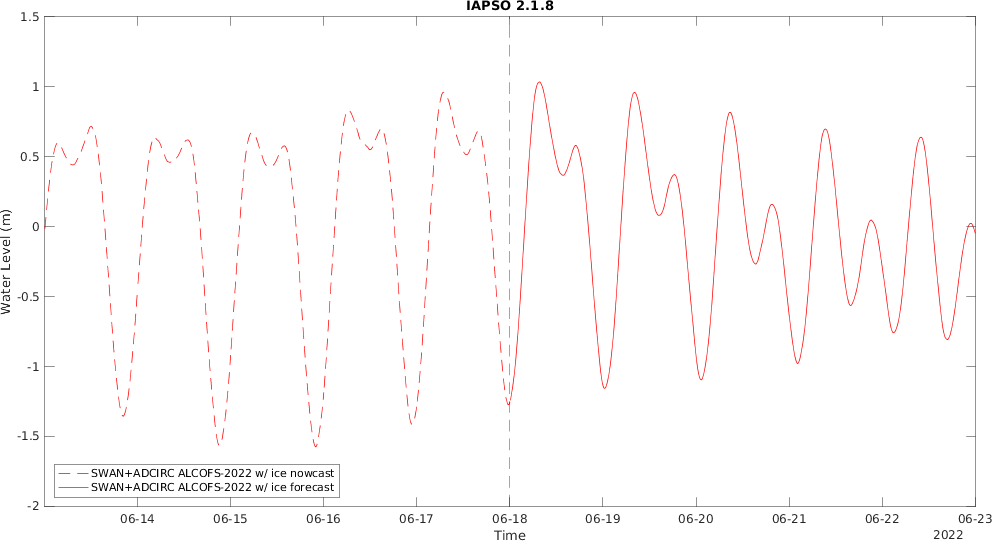 IAPSO 2.1.8
1.5
1
0.5
0
-0.5
-1
-1.5
-2
Water Level (m)
SWAN+ADCIRC ALCOFS-2022 w/ ice nowcast
SWAN+ADCIRC ALCOFS-2022 w/ ice forecast
06-14 06-15 06-16 06-17 06-18 06-19 06-20 06-21 06-22 06-23
Time
2022